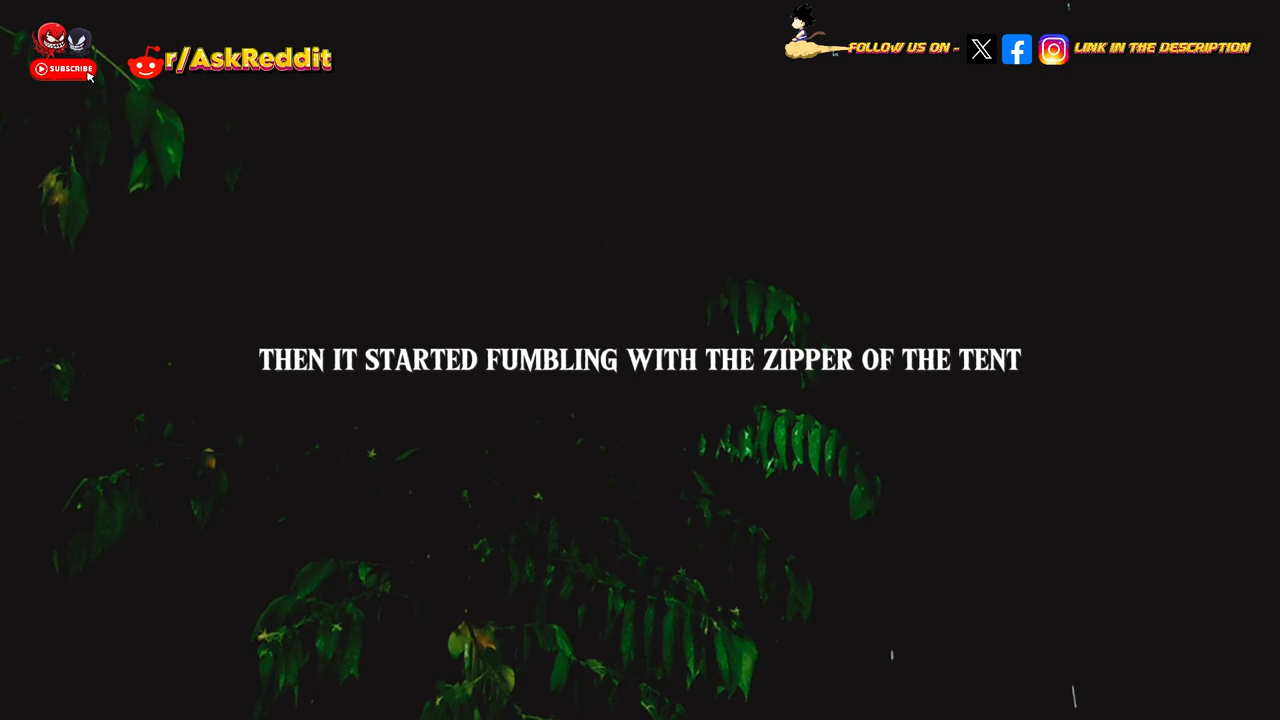 SUBSCRIBE
r/AskReddit
FOLLOW US ON -
LINK IN THE DESCRIPTION
THEN IT STARTED FUMBLING WITH THE ZIPPER OF THE TENT